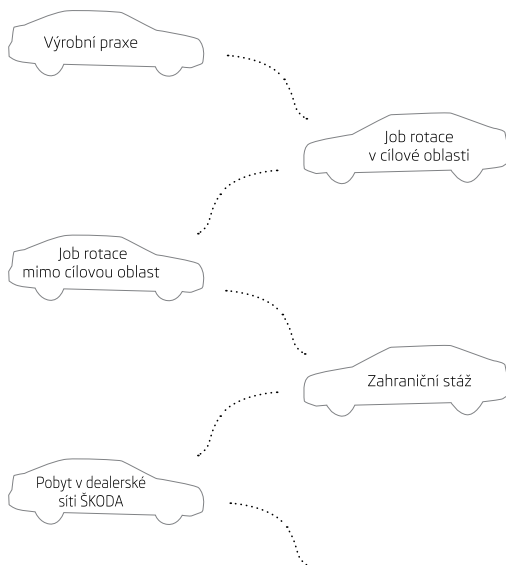 Výrobní praxe
Job rotace
v cílové oblasti
Job rotace
mimo cílovou oblast
Zahraniční stáž
Pobyt v dealerské
síti ŠKODA